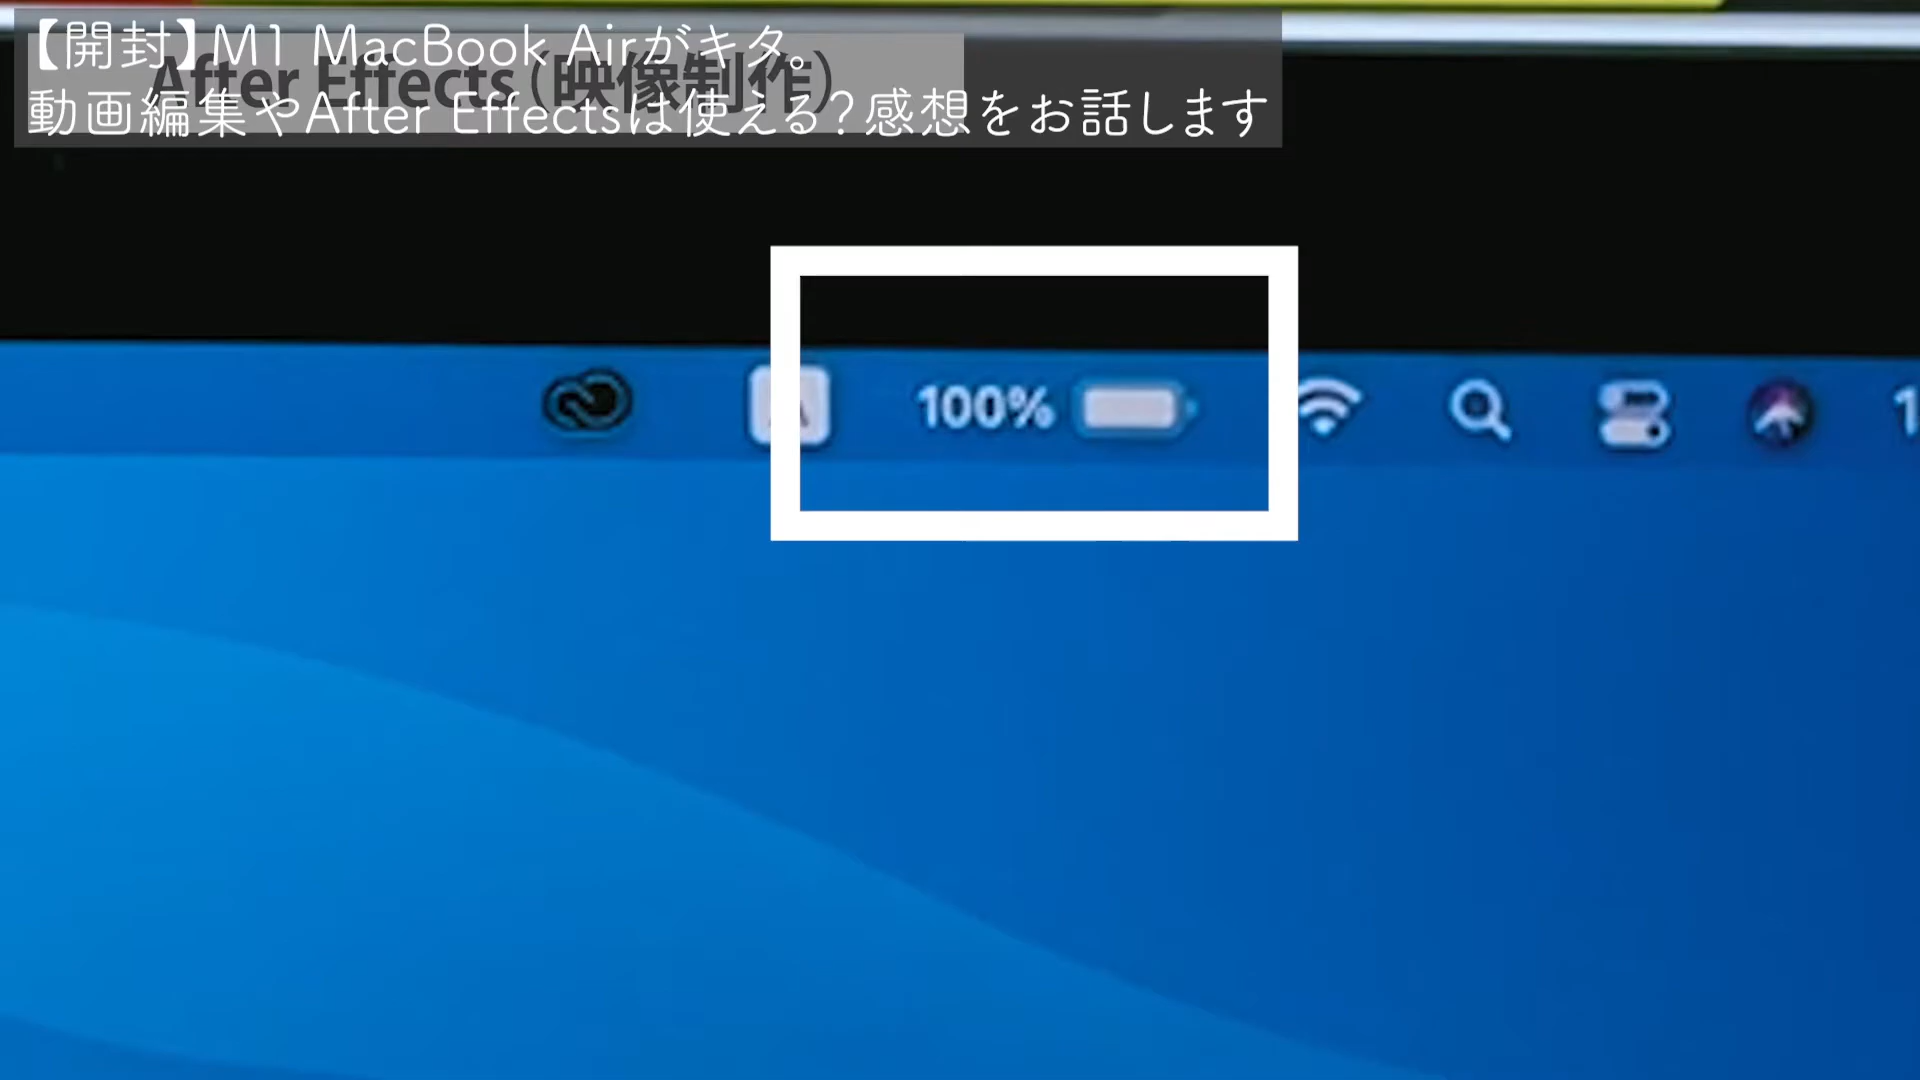 【開封】M1 MacBook Airがキタ。
After Effects（映像制作）
動画編集やAfter Effectsは使える？感想をお話します
A
100%
1